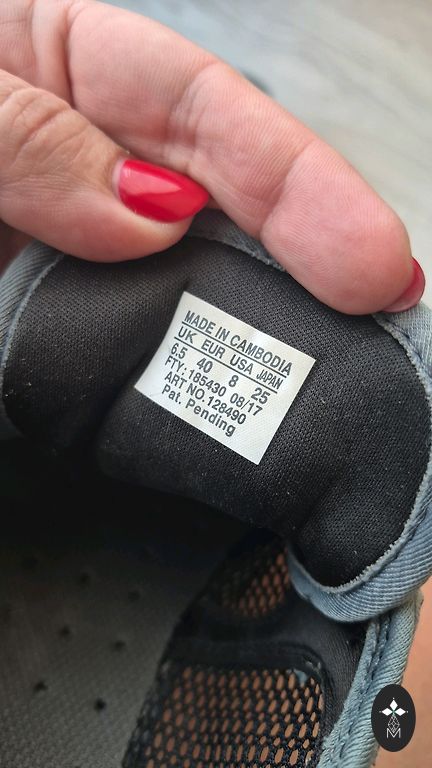 MADE IN CAMBODIA
UK EUR USA JAPAN
6.5 40 8 25
FTY: 185430 08/17
ART NO.128490
Pat. Pending